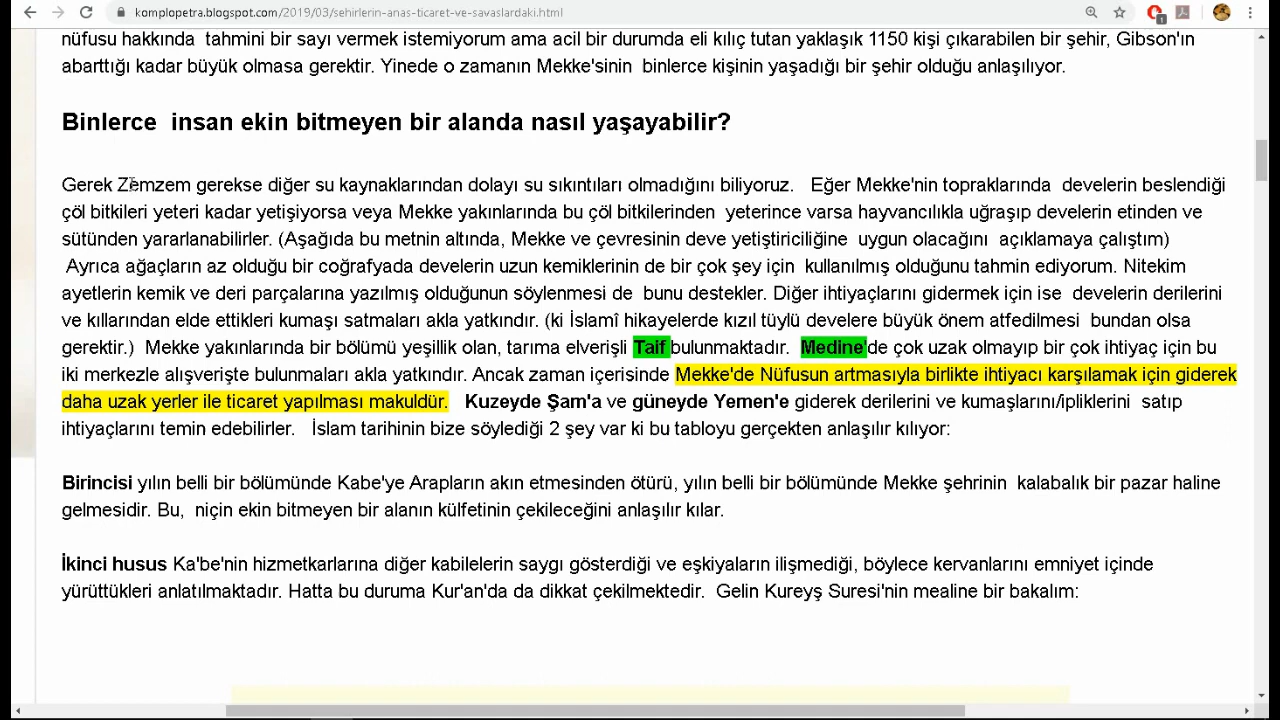 komplopetra.blogspot.com/2019/03/sehirlerin-anas-ticaret-ve-savaslardaki.html
nüfusu hakkında tahmini bir sayı vermek istemiyorum ama acil bir durumda eli kılıç tutan yaklaşık 1150 kişi çıkarabilen bir şehir, Gibson'ın
abarttığı kadar büyük olmasa gerektir. Yinede o zamanın Mekke'sinin binlerce kişinin yaşadığı bir şehir olduğu anlaşılıyor.
Binlerce insan ekin bitmeyen bir alanda nasıl yaşayabilir?
Gerek Zemzem gerekse diğer su kaynaklarından dolayı su sıkıntıları olmadığını biliyoruz. Eğer Mekke'nin topraklarında develerin beslendiği
çöl bitkileri yeteri kadar yetişiyorsa veya Mekke yakınlarında bu çöl bitkilerinden yeterince varsa hayvancılıkla uğraşıp develerin etinden ve
sütünden yararlanabilirler. (Aşağıda bu metnin altında, Mekke ve çevresinin deve yetiştiriciliğine uygun olacağını açıklamaya çalıştım)
Ayrıca ağaçların az olduğu bir coğrafyada develerin uzun kemiklerinin de bir çok şey için kullanılmış olduğunu tahmin ediyorum. Nitekim
ayetlerin kemik ve deri parçalarına yazılmış olduğunun söylenmesi de bunu destekler. Diğer ihtiyaçlarını gidermek için ise develerin derilerini
ve kıllarından elde ettikleri kumaşı satmaları akla yatkındır. (ki İslamî hikayelerde kızıl tüylü develere büyük önem atfedilmesi bundan olsa
gerektir.) Mekke yakınlarında bir bölümü yeşillik olan, tarıma elverişli Taif bulunmaktadır. Medine'de çok uzak olmayıp bir çok ihtiyaç için bu
iki merkezle alışverişte bulunmaları akla yatkındır. Ancak zaman içerisinde Mekke'de Nüfusun artmasıyla birlikte ihtiyacı karşılamak için giderek
daha uzak yerler ile ticaret yapılması makuldür. Kuzeyde Şam'a ve güneyde Yemen'e giderek derilerini ve kumaşlarını/ipliklerini satıp
ihtiyaçlarını temin edebilirler. İslam tarihinin bize söylediği 2 şey var ki bu tabloyu gerçekten anlaşılır kılıyor:
Birincisi yılın belli bir bölümünde Kabe'ye Arapların akın etmesinden ötürü, yılın belli bir bölümünde Mekke şehrinin kalabalık bir pazar haline
gelmesidir. Bu, niçin ekin bitmeyen bir alanın külfetinin çekileceğini anlaşılır kılar.
İkinci husus Ka'be'nin hizmetkarlarına diğer kabilelerin saygı gösterdiği ve eşkiyaların ilişmediği, böylece kervanlarını emniyet içinde
yürüttükleri anlatılmaktadır. Hatta bu duruma Kur'an'da da dikkat çekilmektedir. Gelin Kureyş Suresi'nin mealine bir bakalım: